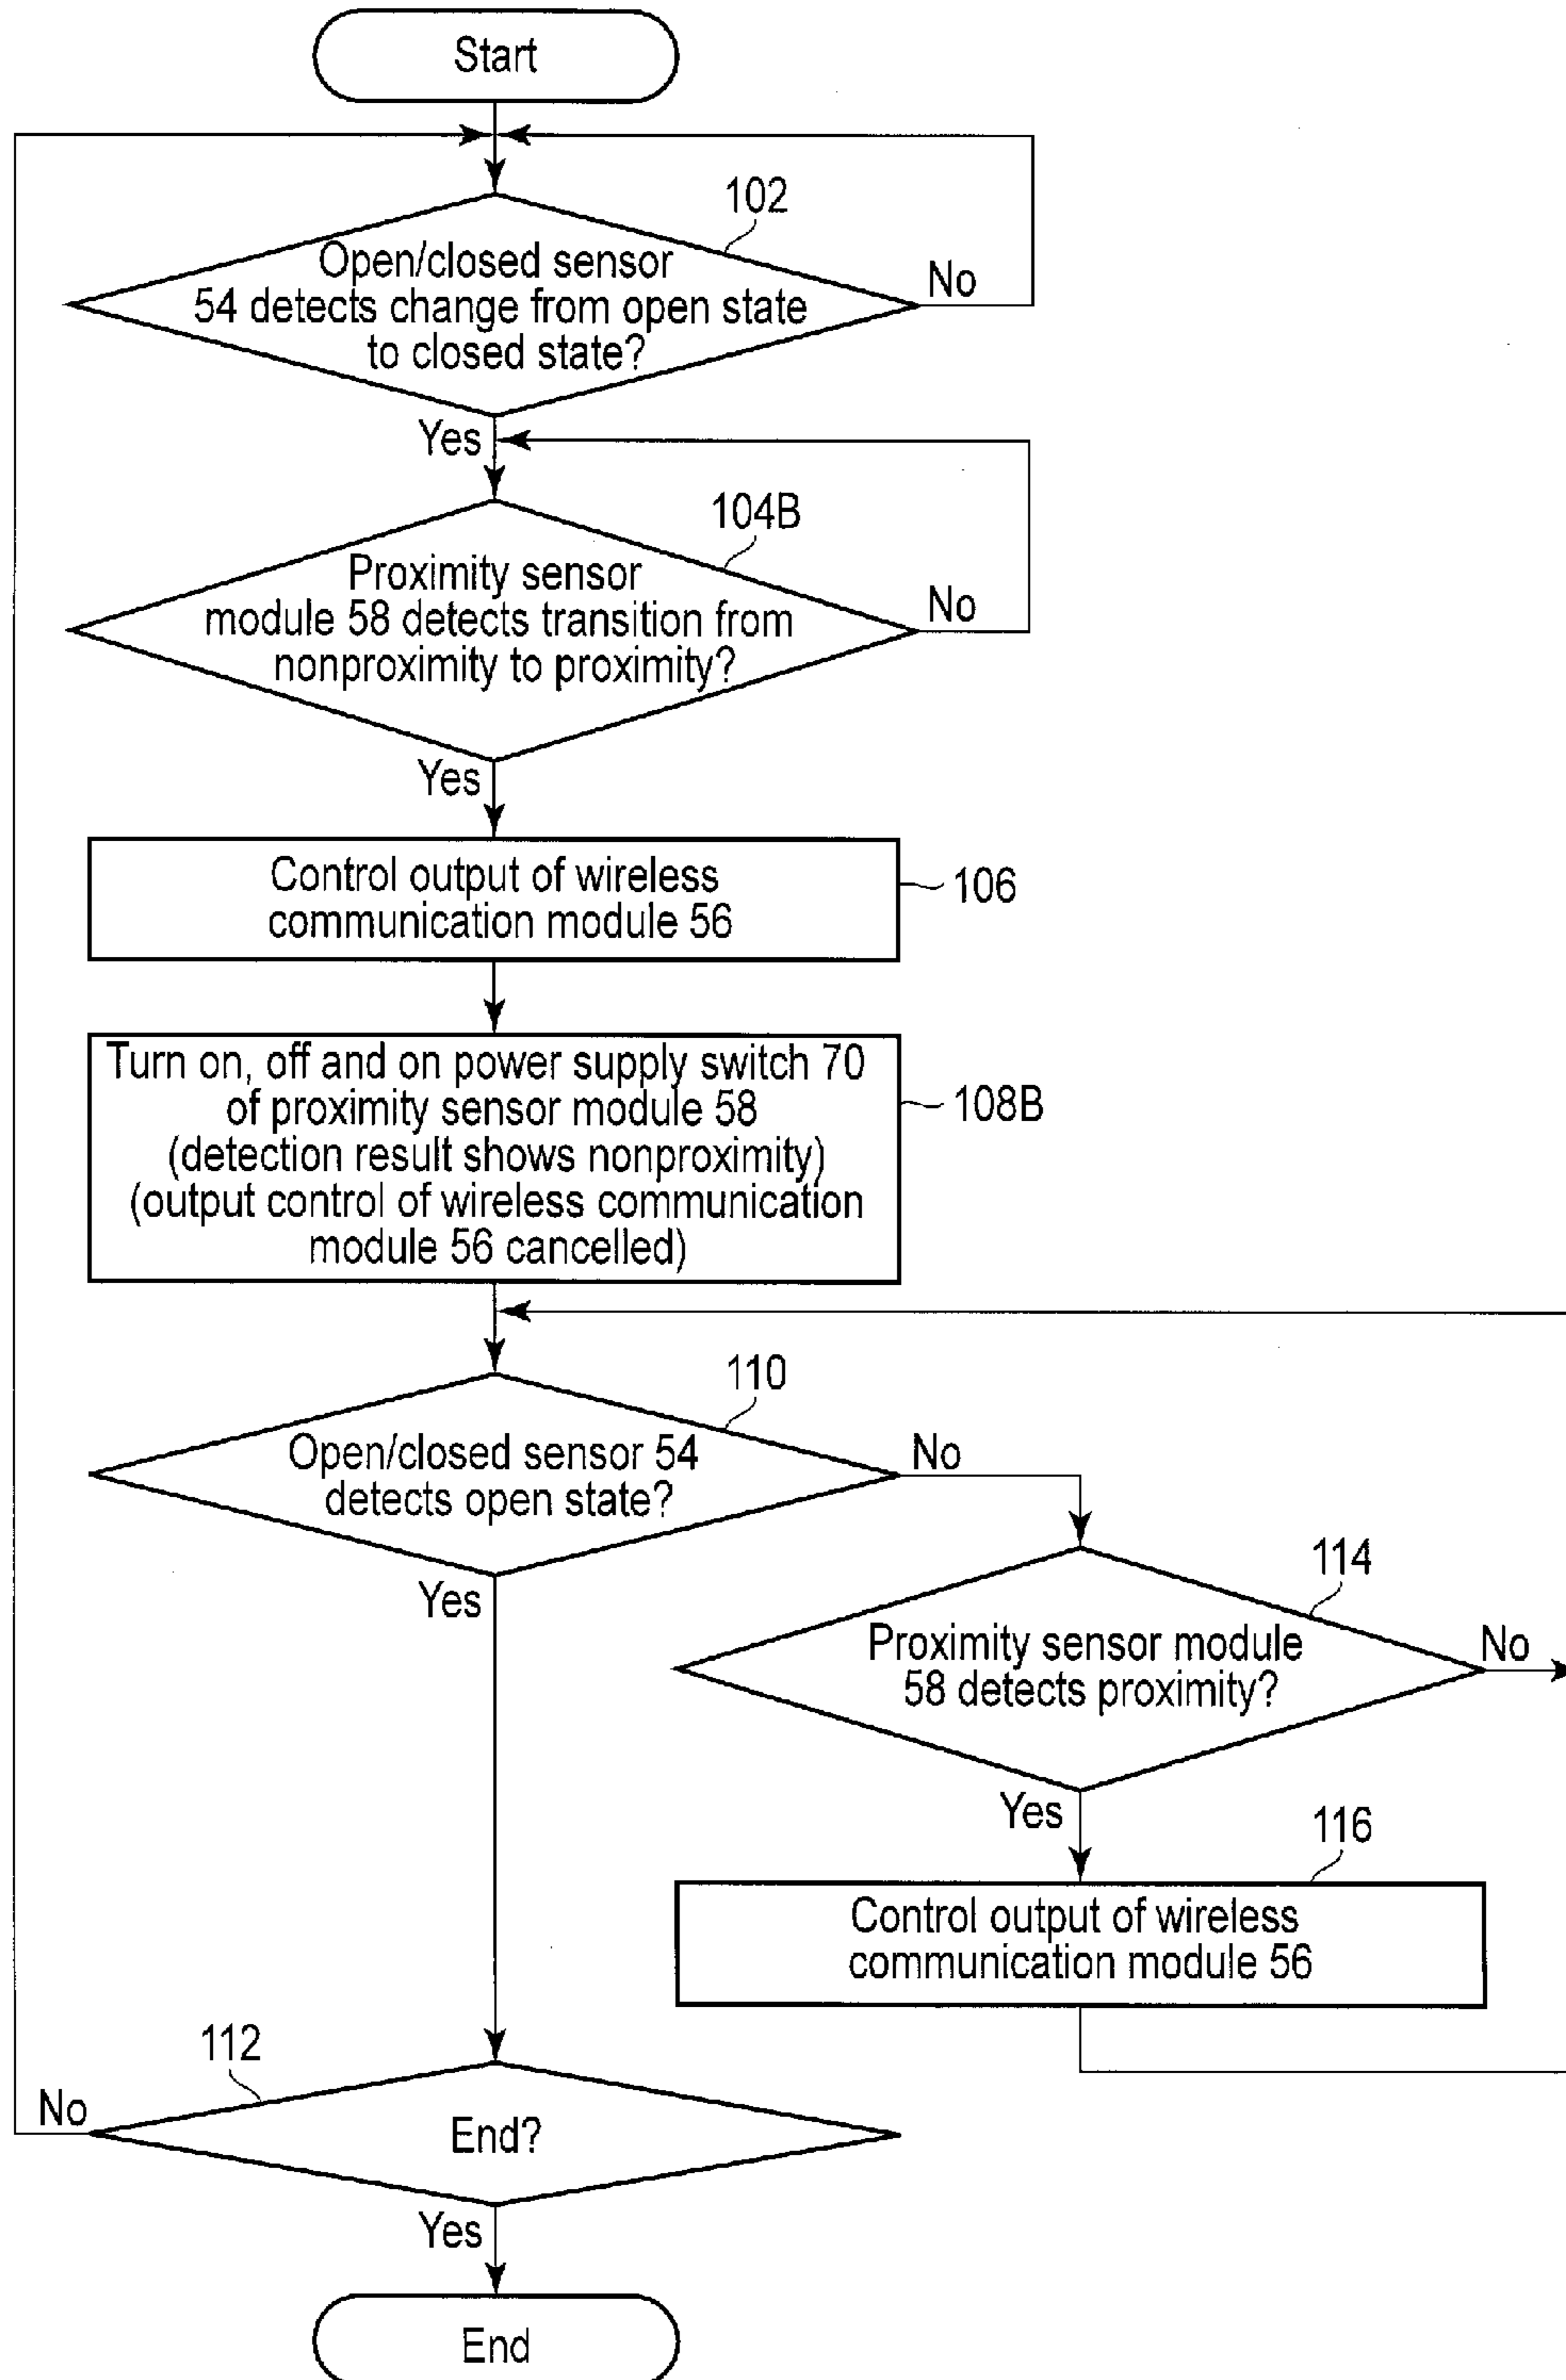 Start
102
Open/closed sensor
54 detects change from open state
to closed state?
No
Yes
104B
Proximity sensor
module 58 detects transition from
nonproximity to proximity?
No
Yes
Control output of wireless
communication module 56
106
Turn on, off and on power supply switch 70
of proximity sensor module 58
(detection result shows nonproximity)
(output control of wireless communication
module 56 cancelled)
108B
110
Open/closed sensor 54
detects open state?
No
Yes
114
Proximity sensor module
58 detects proximity?
No
Yes
116
Control output of wireless
communication module 56
112
No
End?
Yes
End